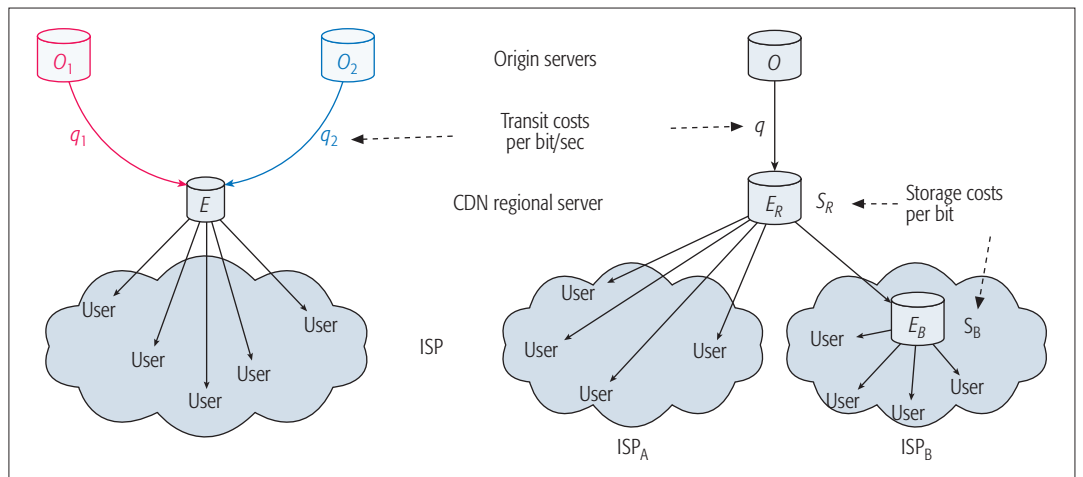 O1
O2
Origin servers
O
q1
q2
Transit costs
per bit/sec
q
E
CDN regional server
ER
SR
Storage costs
per bit
User
User
User
User
User
ISP
User
User
User
User
EB
SB
User
User
User
User
ISPA
ISPB